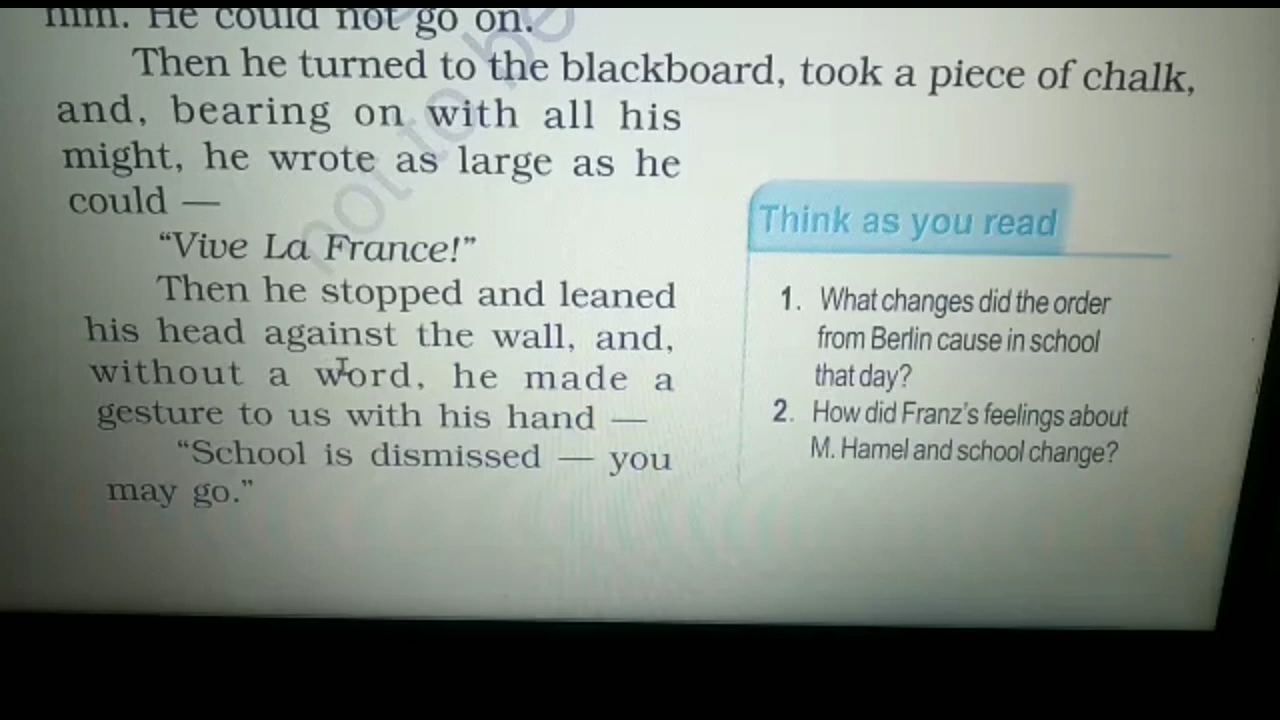 him. He could not go on.
Then he turned to the blackboard, took a piece of chalk,
and, bearing on with all his
might, he wrote as large as he
could —
“Vive La France!”
Then he stopped and leaned
his head against the wall, and,
without a word, he made a
gesture to us with his hand —
“School is dismissed — you
may go.”
Think as you read
1. What changes did the order
from Berlin cause in school
that day?
2. How did Franz’s feelings about
M. Hamel and school change?
not to be